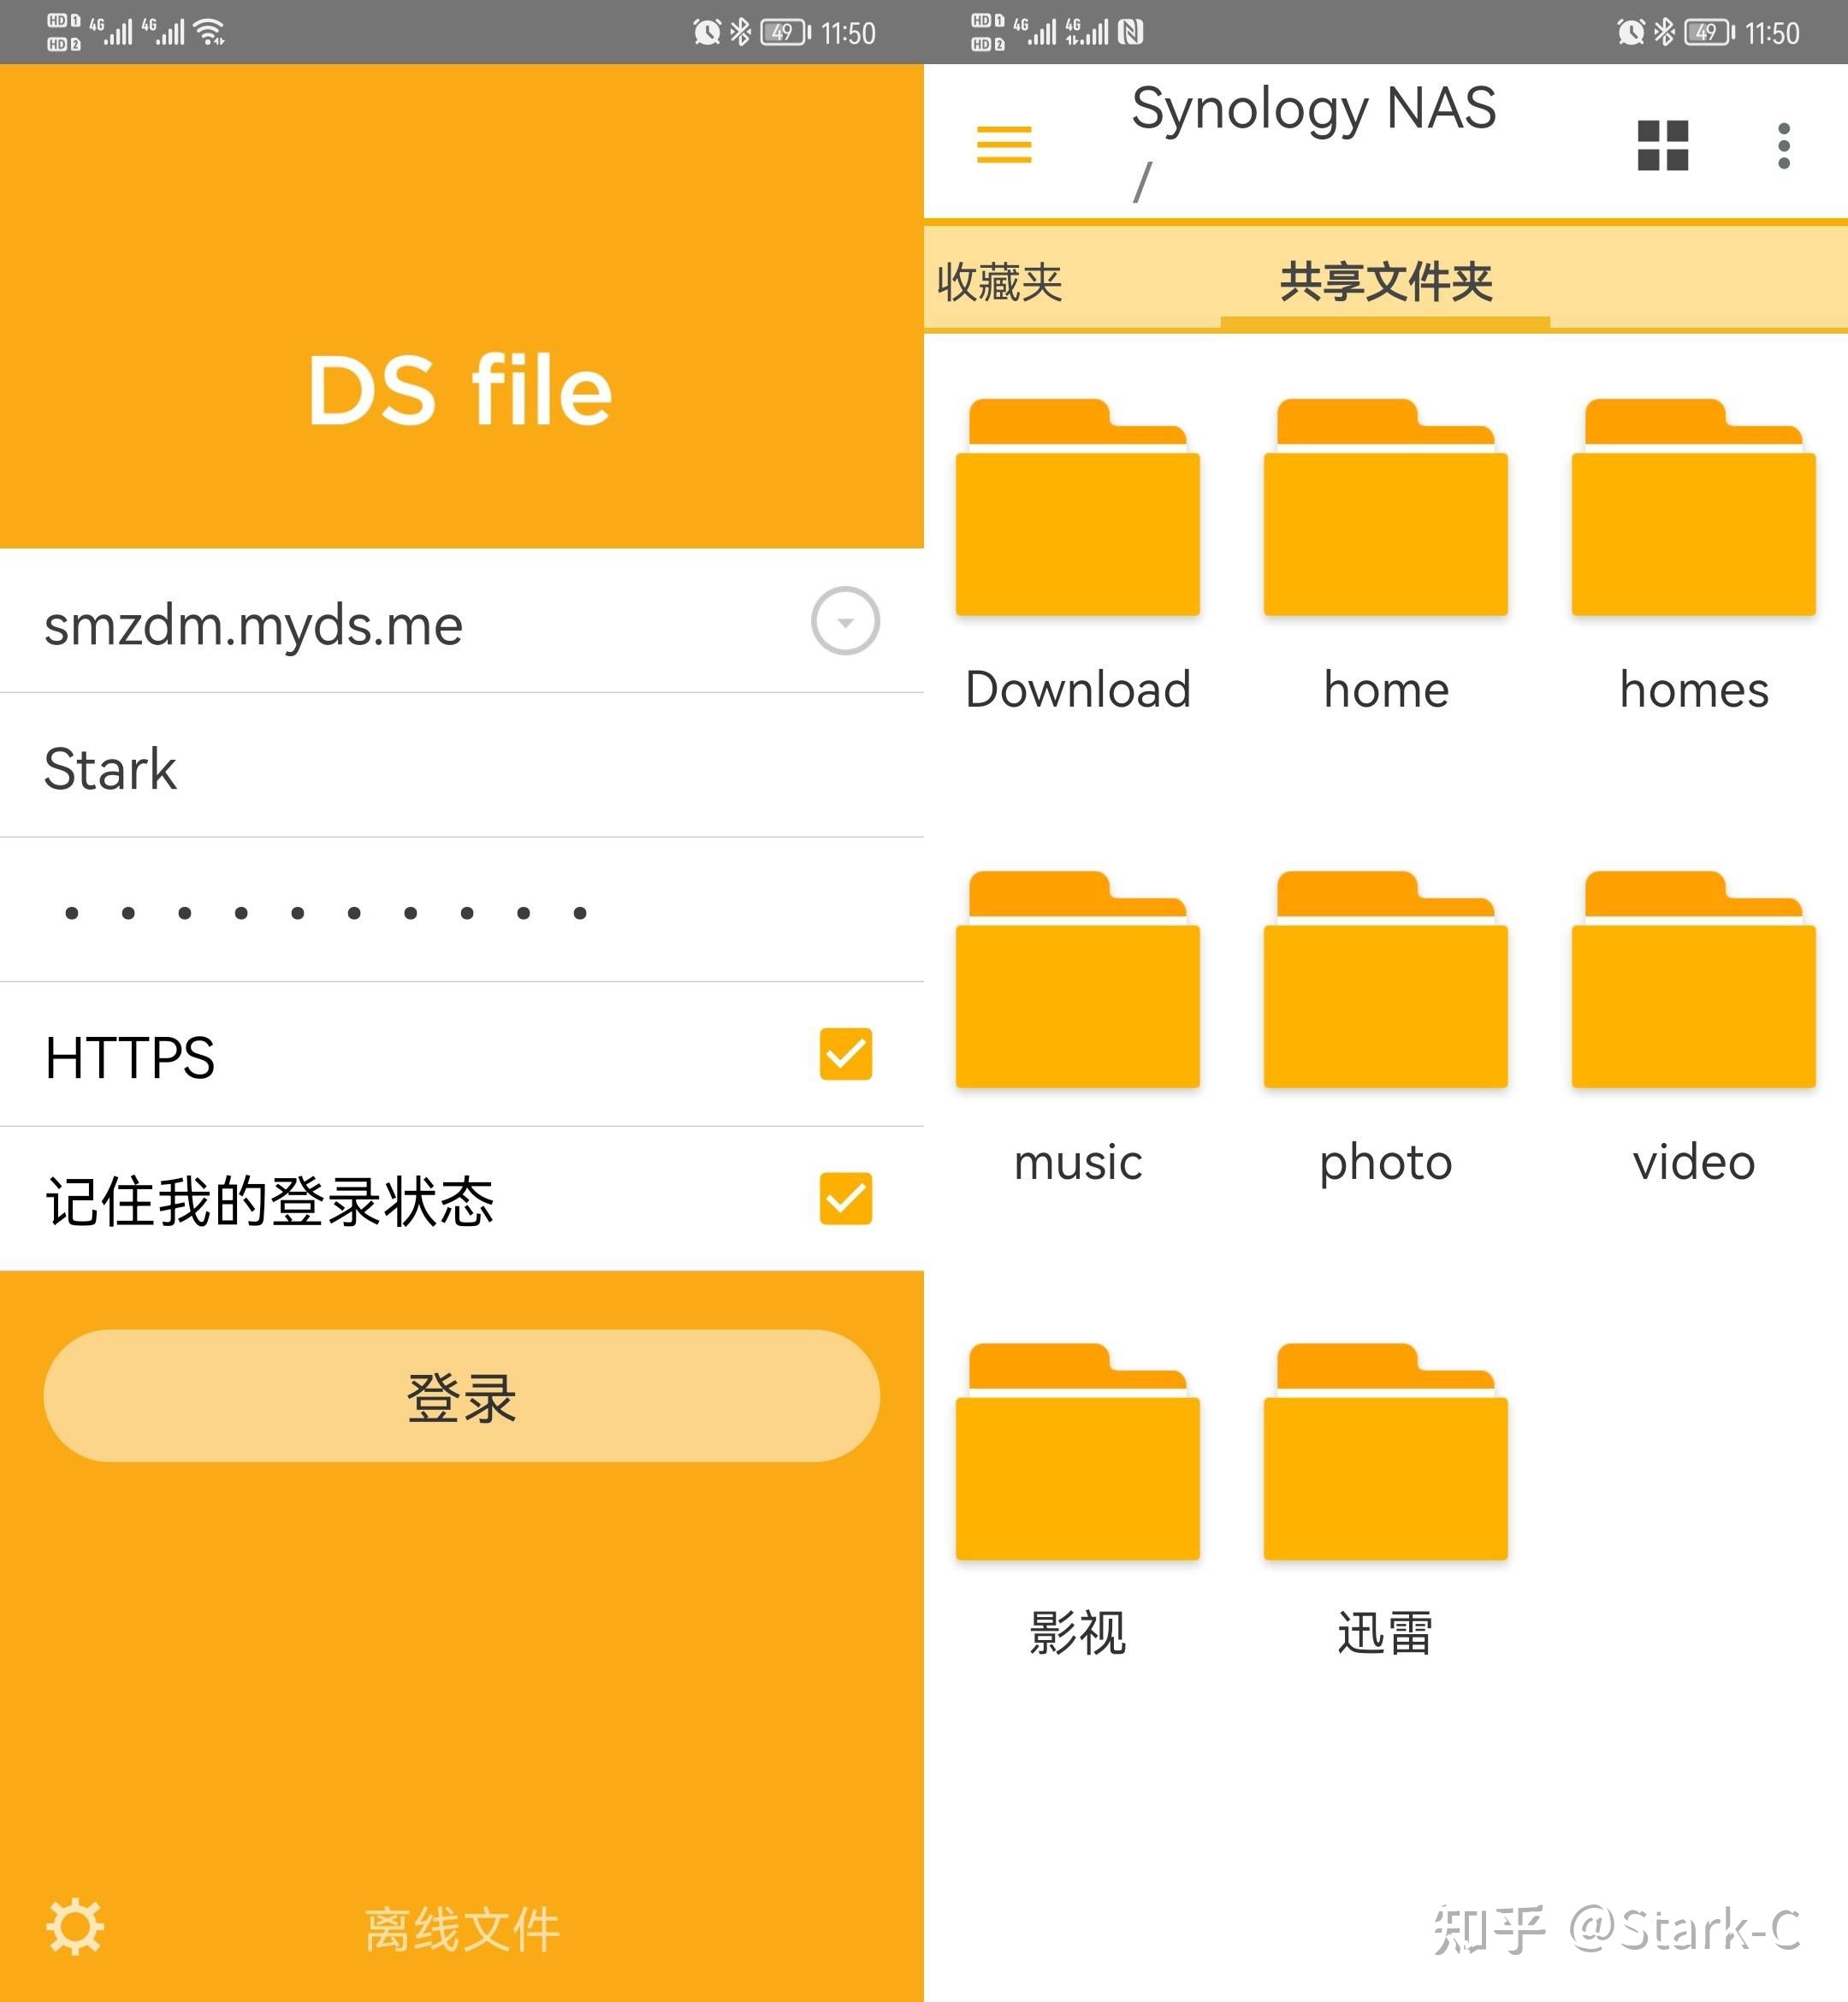 HD 1 4G 4G
HD 2
49 11:50
DS file
smzdm.myds.me
Stark
HTTPS
记住我的登录状态
登录
离线文件
HD 1 4G 4G
HD 2
49 11:50
Synology NAS
/
收藏夹 共享文件夹
Download home homes
music photo video
影视 迅雷
知乎 @Stark-C